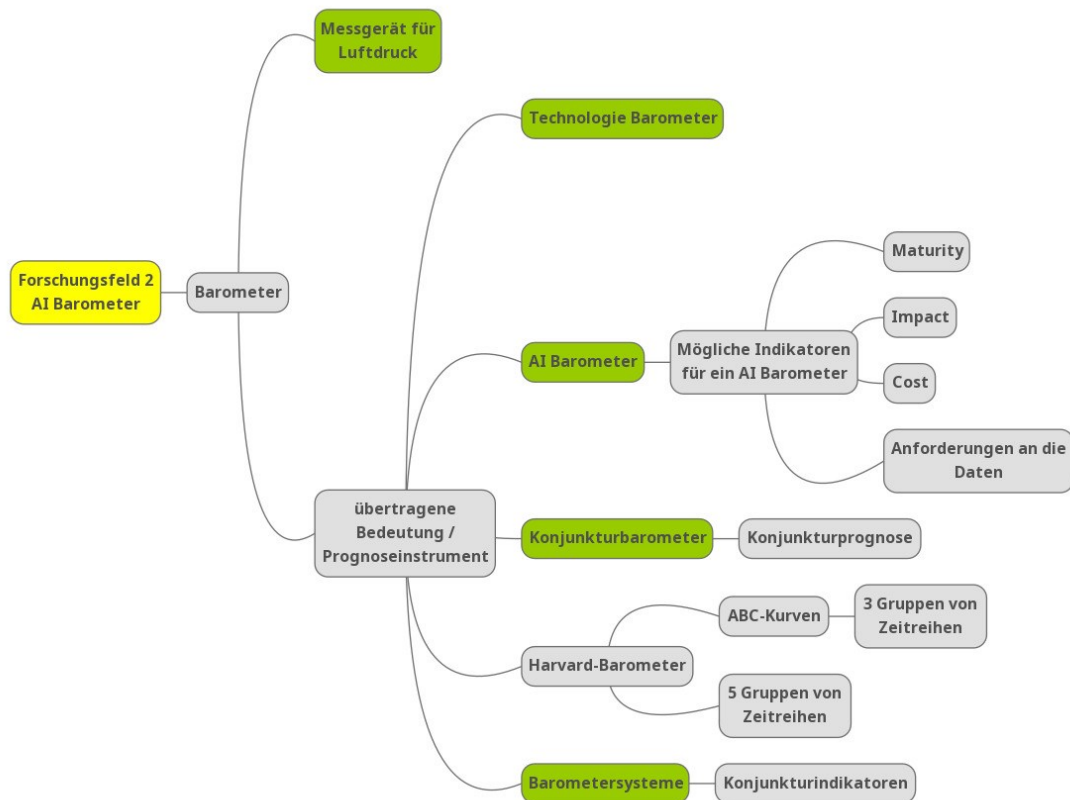 Messgerät für
Luftdruck
Technologie Barometer
Forschungsfeld 2
AI Barometer
Barometer
Maturity
Impact
AI Barometer
Mögliche Indikatoren
für ein AI Barometer
Cost
Anforderungen an die
Daten
übertragene
Bedeutung /
Prognoseinstrument
Konjunkturbarometer
Konjunkturprognose
Harvard-Barometer
ABC-Kurven
3 Gruppen von
Zeitreihen
5 Gruppen von
Zeitreihen
Barometersysteme
Konjunkturindikatoren